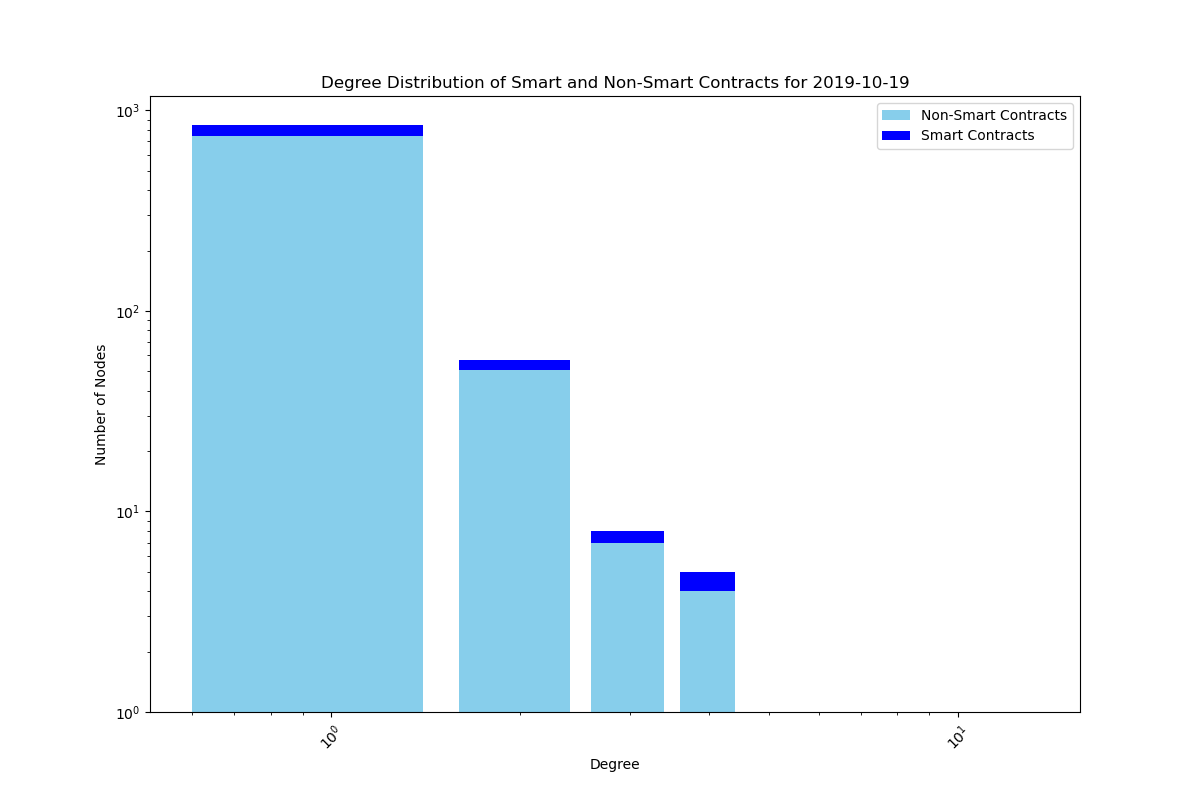 Degree Distribution of Smart and Non-Smart Contracts for 2019-10-19
Non-Smart Contracts
Smart Contracts
Number of Nodes
10³
10²
10¹
10⁰
10⁰
10¹
Degree